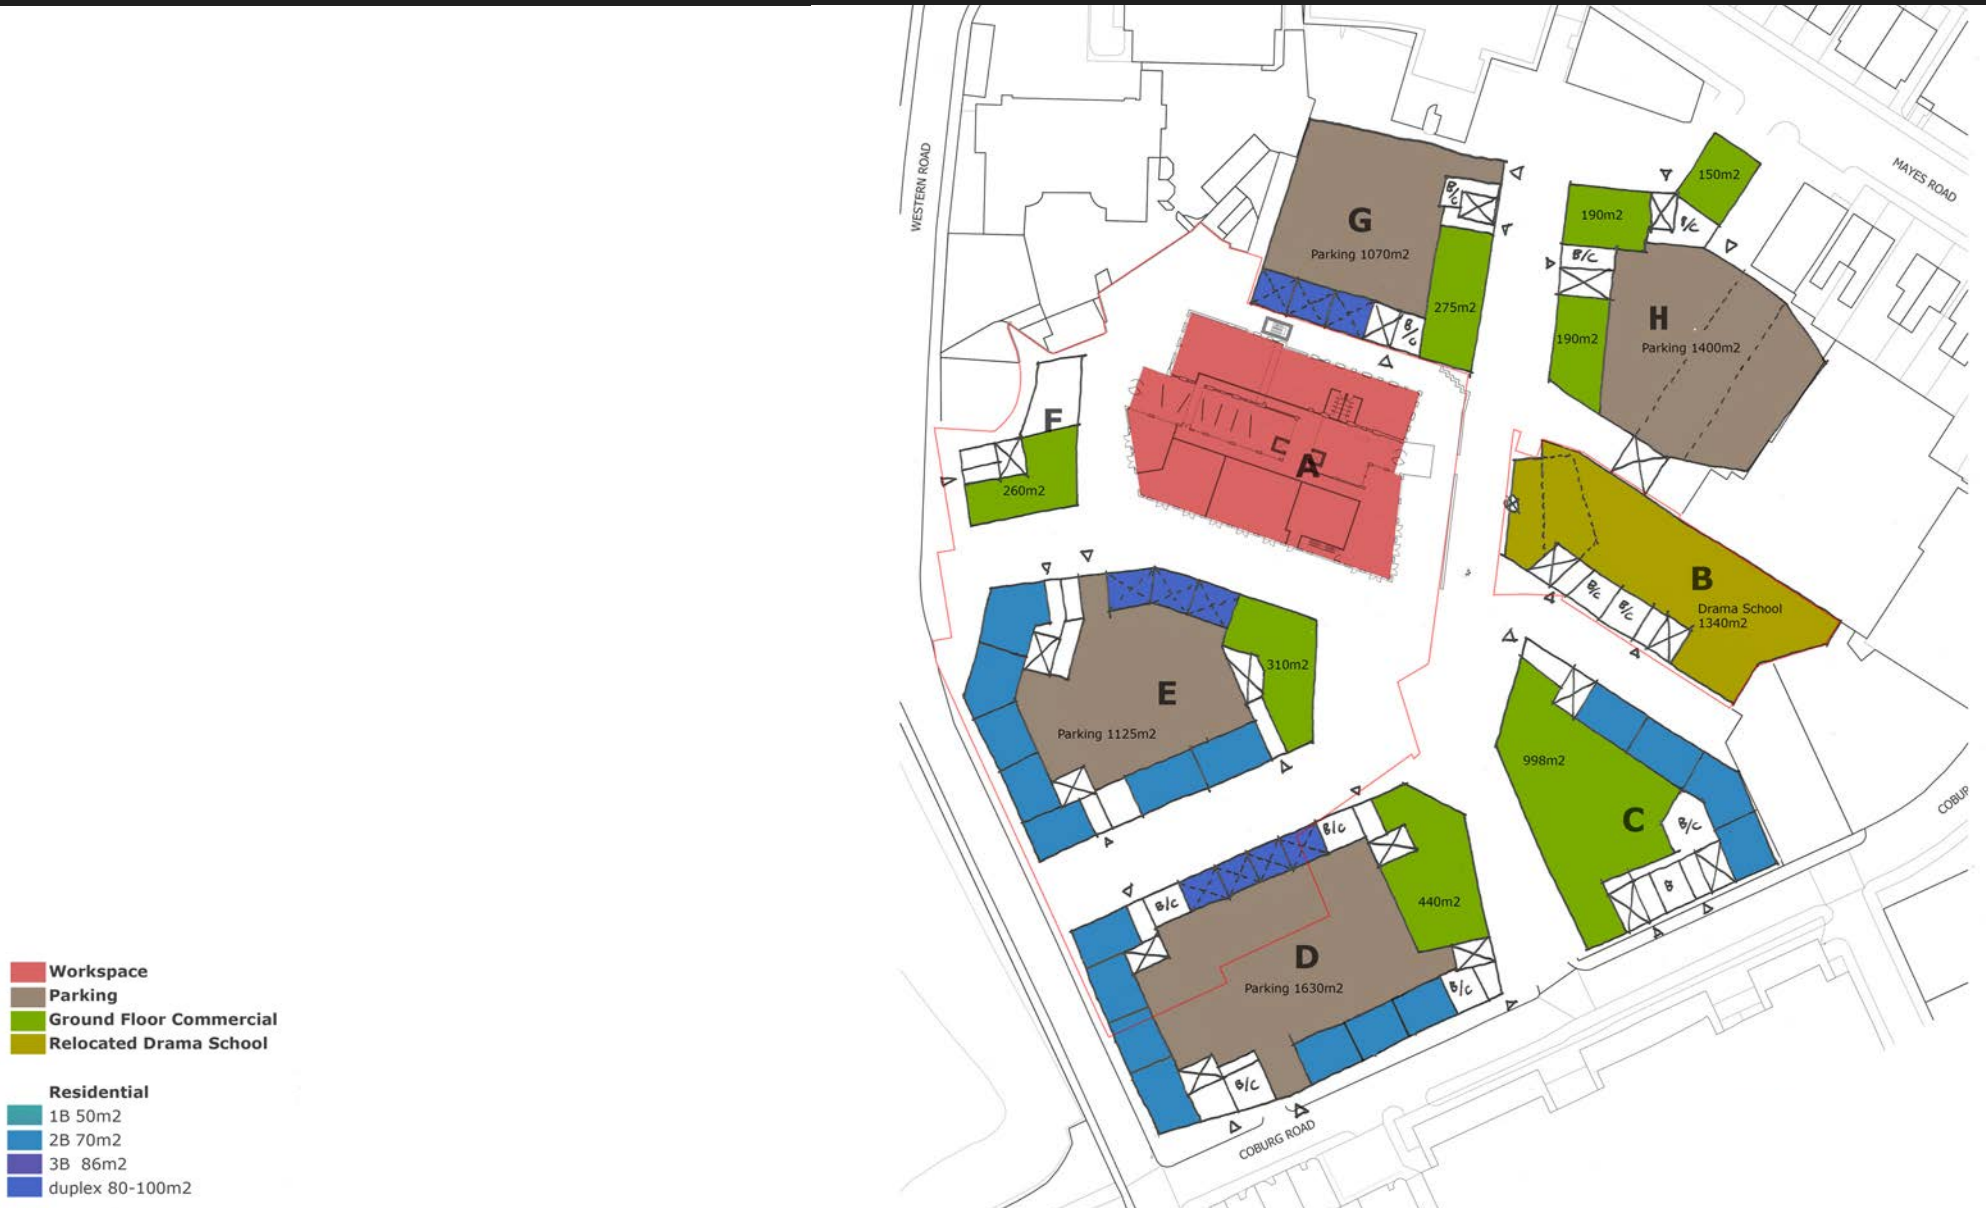 WESTERN ROAD
MAYES ROAD
150m2
190m2
B/C
B/C
B/C
G
Parking 1070m2
275m2
B/C
190m2
H
Parking 1400m2
F
260m2
A
B
Drama School
1340m2
B/C
B/C
E
Parking 1125m2
310m2
998m2
C
B/C
B
COBUR
B/C
B/C
440m2
D
Parking 1630m2
B/C
B/C
COBURG ROAD
Workspace
Parking
Ground Floor Commercial
Relocated Drama School
Residential
1B 50m2
2B 70m2
3B 86m2
duplex 80-100m2